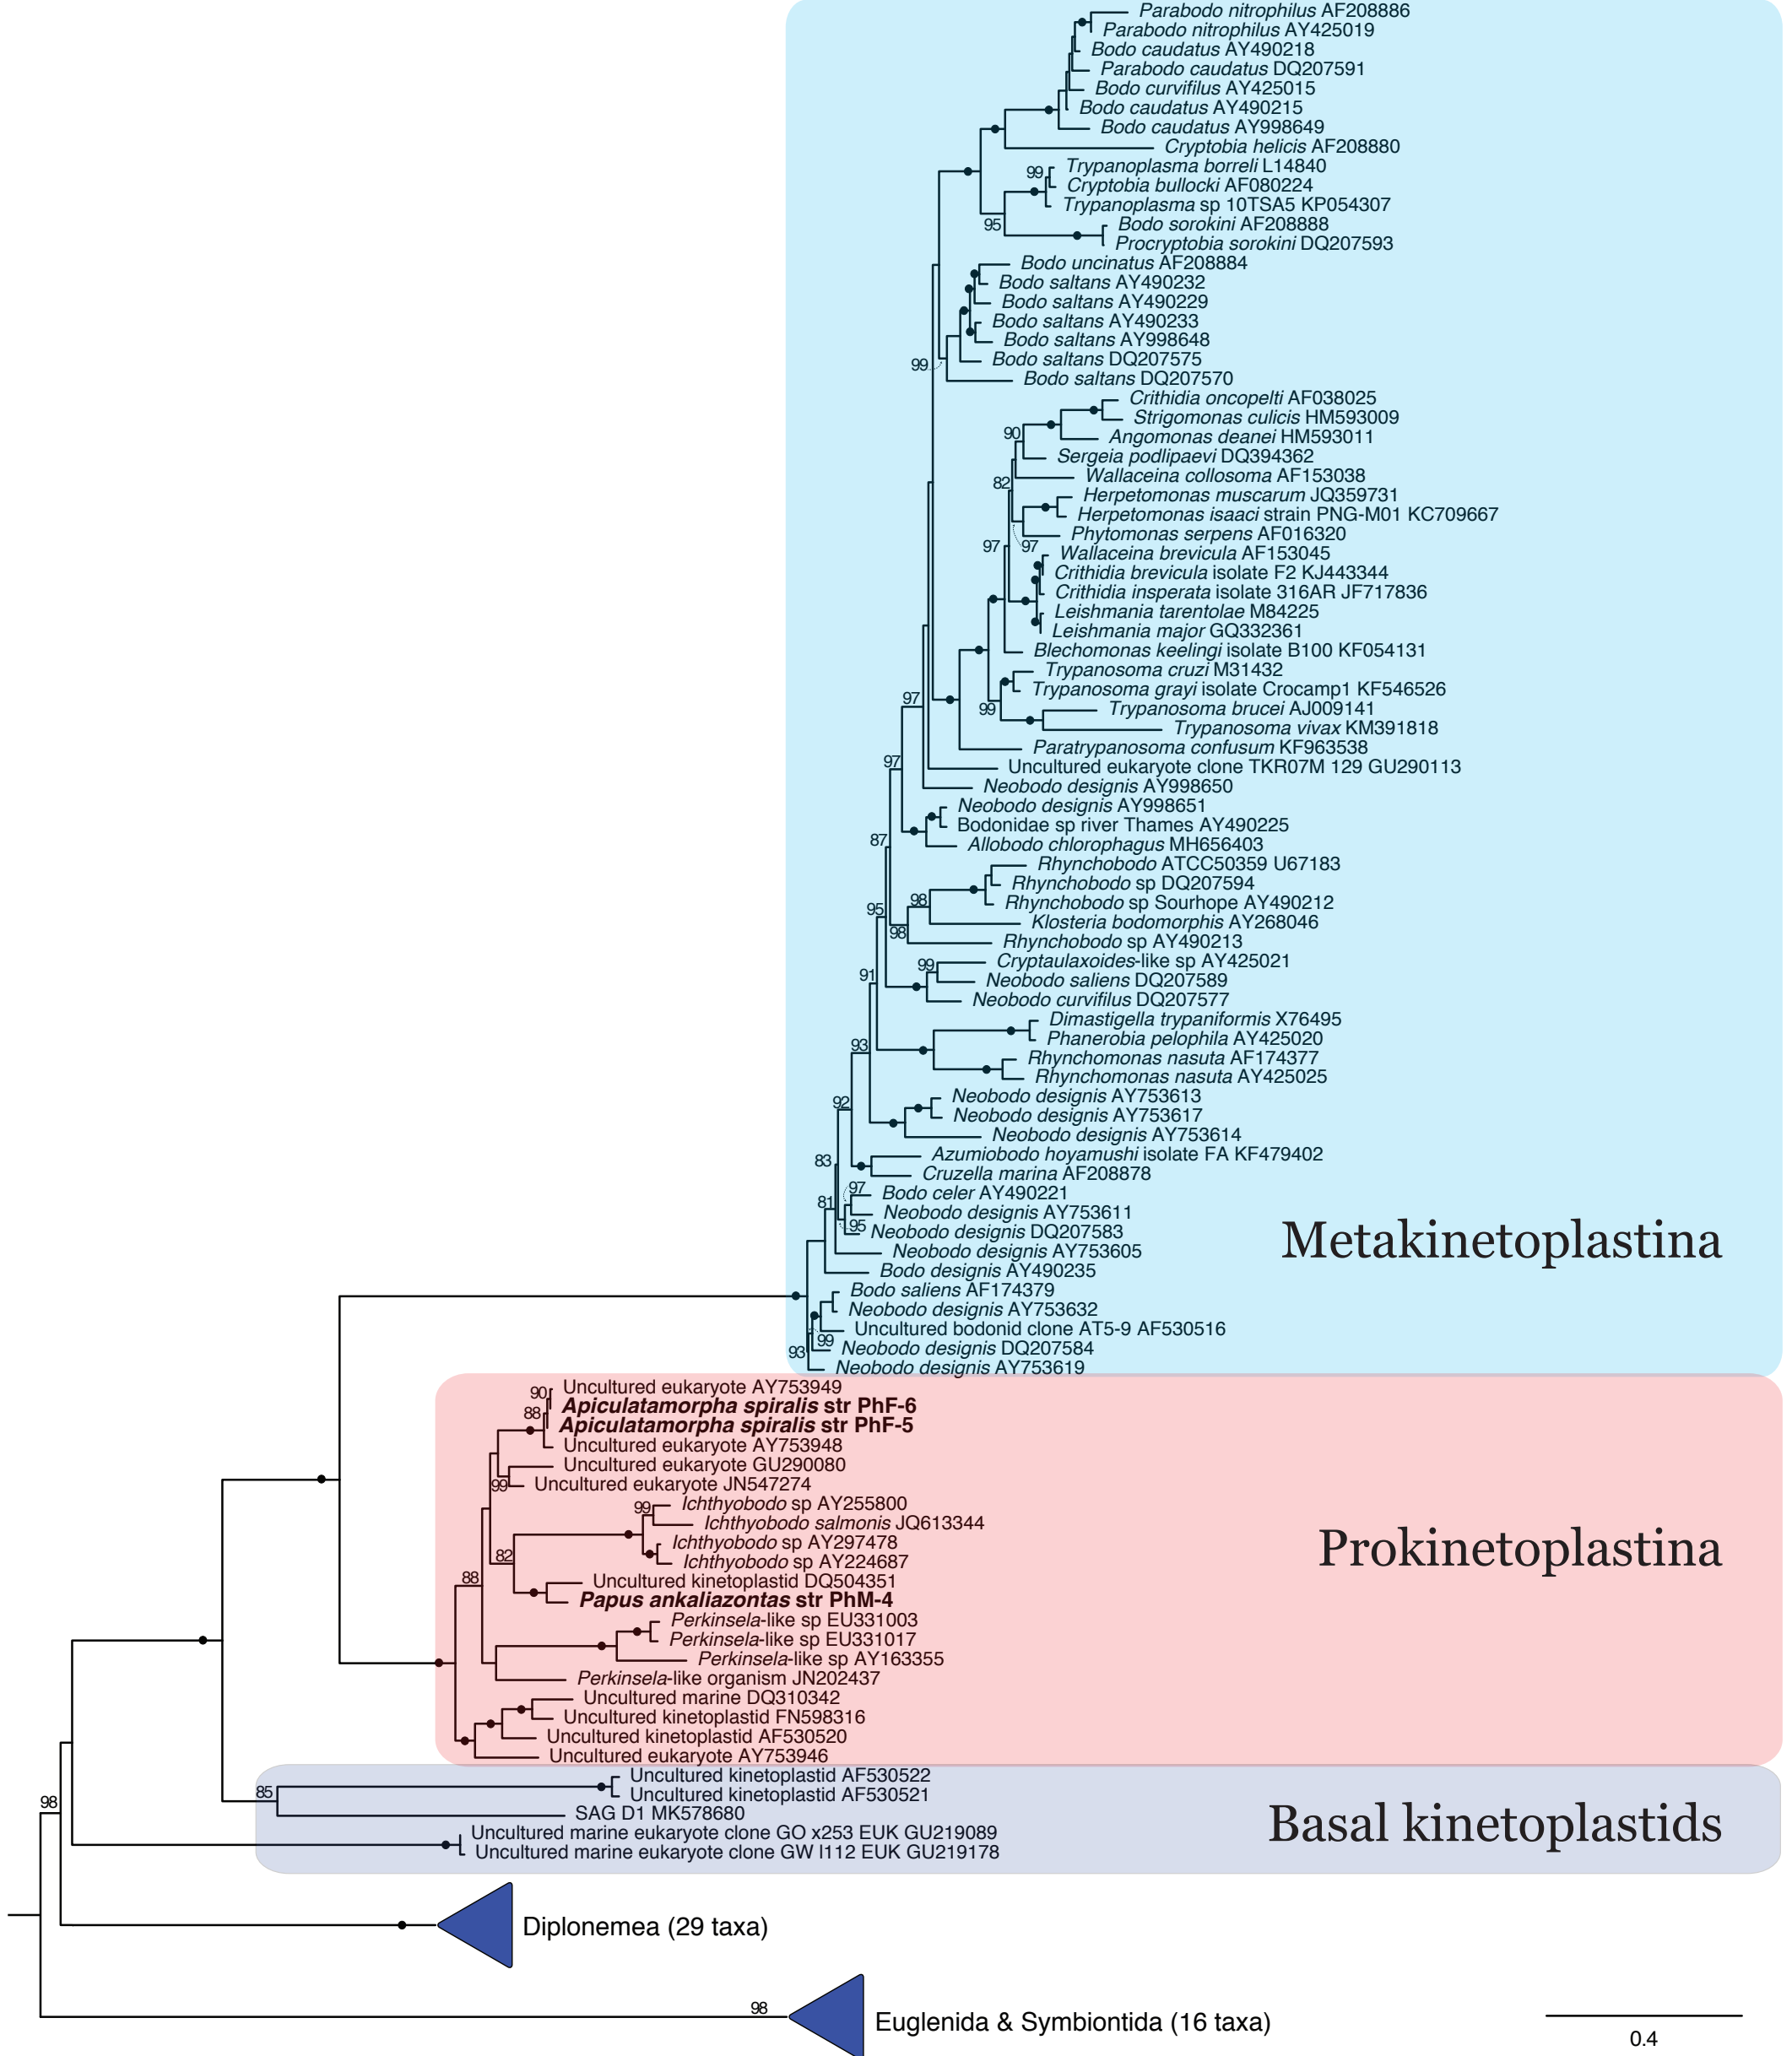 Parabodo nitrophilus AF208886
Parabodo nitrophilus AY425019
Bodo caudatus AY490218
Parabodo caudatus DQ207591
Bodo curvifilus AY425015
Bodo caudatus AY490215
Bodo caudatus AY998649
Cryptobia helicis AF208880
99 Trypanoplasma borreli L14840
Cryptobia bullocki AF080224
Trypanoplasma sp 10TSA5 KP054307
95 Bodo sorokini AF208888
Procryptobia sorokini DQ207593
Bodo uncinatus AF208884
Bodo saltans AY490232
Bodo saltans AY490229
Bodo saltans AY490233
Bodo saltans AY998648
99 Bodo saltans DQ207575
Bodo saltans DQ207570
Crithidia oncopelti AF038025
Strigomonas culicis HM593009
90 Angomonas deanei HM593011
Sergeia podlipaevi DQ394362
82 Wallaceina collosoma AF153038
Herpetomonas muscarum JQ359731
Herpetomonas isaaci strain PNG-M01 KC709667
Phytomonas serpens AF016320
97 97 Wallaceina brevicula AF153045
Crithidia brevicula isolate F2 KJ443344
Crithidia insperata isolate 316AR JF717836
Leishmania tarentolae M84225
Leishmania major GQ332361
Blechomonas keelingi isolate B100 KF054131
Trypanosoma cruzi M31432
Trypanosoma grayi isolate Crocamp1 KF546526
97 99 Trypanosoma brucei AJ009141
Trypanosoma vivax KM391818
Paratrypanosoma confusum KF963538
97 Uncultured eukaryote clone TKR07M 129 GU290113
Neobodo designis AY998650
Neobodo designis AY998651
Bodonidae sp river Thames AY490225
87 Allobodo chlorophagus MH656403
Rhynchobodo ATCC50359 U67183
Rhynchobodo sp DQ207594
95 98 Rhynchobodo sp Sourhope AY490212
Klosteria bodomorphis AY268046
98 Rhynchobodo sp AY490213
99 Cryptaulaxoides-like sp AY425021
91 Neobodo saliens DQ207589
Neobodo curvifilus DQ207577
Dimastigella trypaniformis X76495
Phanerobia pelophila AY425020
93 Rhynchomonas nasuta AF174377
Rhynchomonas nasuta AY425025
92 Neobodo designis AY753613
Neobodo designis AY753617
Neobodo designis AY753614
83 Azumiobodo hoyamushi isolate FA KF479402
Cruzella marina AF208878
97 Bodo celer AY490221
81 Neobodo designis AY753611
95 Neobodo designis DQ207583
Metakinetoplastina
Neobodo designis AY753605
Bodo designis AY490235
Bodo saliens AF174379
Neobodo designis AY753632
Uncultured bodonid clone AT5-9 AF530516
93 99 Neobodo designis DQ207584
Neobodo designis AY753619
90 Uncultured eukaryote AY753949
88 Apiculatamorpha spiralis str PhF-6
Apiculatamorpha spiralis str PhF-5
Uncultured eukaryote AY753948
Uncultured eukaryote GU290080
99 Uncultured eukaryote JN547274
99 Ichthyobodo sp AY255800
Ichthyobodo salmonis JQ613344
Ichthyobodo sp AY297478
Prokinetoplastina
82 Ichthyobodo sp AY224687
88 Uncultured kinetoplastid DQ504351
Papus ankaliazontas str PhM-4
Perkinsela-like sp EU331003
Perkinsela-like sp EU331017
Perkinsela-like sp AY163355
Perkinsela-like organism JN202437
Uncultured marine DQ310342
Uncultured kinetoplastid FN598316
Uncultured kinetoplastid AF530520
Uncultured eukaryote AY753946
Uncultured kinetoplastid AF530522
85 Uncultured kinetoplastid AF530521
98 SAG D1 MK578680
Basal kinetoplastids
Uncultured marine eukaryote clone GO x253 EUK GU219089
Uncultured marine eukaryote clone GW I112 EUK GU219178
Diplonemea (29 taxa)
98 Euglenida & Symbiontida (16 taxa)
0.4